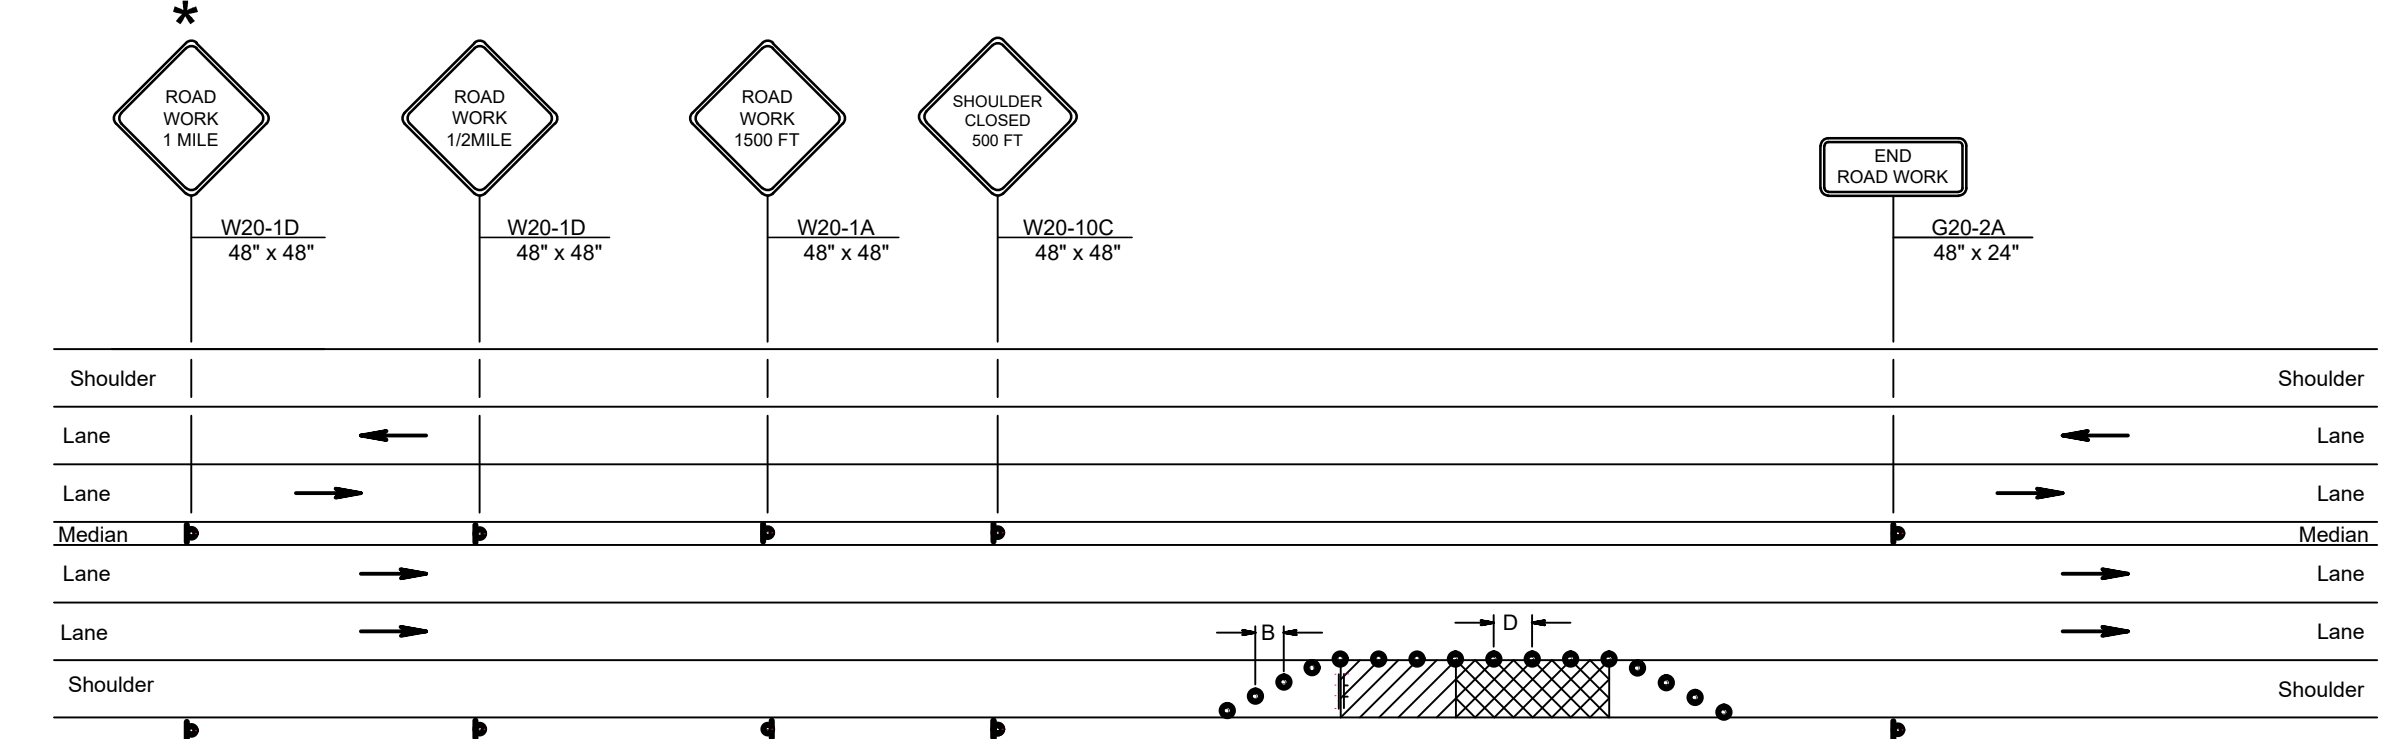 *
ROAD
WORK
1 MILE
ROAD
WORK
1/2MILE
ROAD
WORK
1500 FT
SHOULDER
CLOSED
500 FT
END
ROAD WORK
W20-1D
48" x 48"
W20-1D
48" x 48"
W20-1A
48" x 48"
W20-10C
48" x 48"
G20-2A
48" x 24"
Shoulder Shoulder
Lane Lane
Lane Lane
Median Median
Lane Lane
B D
Lane Lane
Shoulder Shoulder